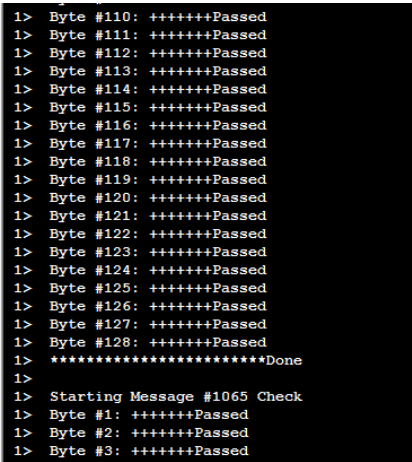 1> Byte #110: +++++++Passed
1> Byte #111: +++++++Passed
1> Byte #112: +++++++Passed
1> Byte #113: +++++++Passed
1> Byte #114: +++++++Passed
1> Byte #115: +++++++Passed
1> Byte #116: +++++++Passed
1> Byte #117: +++++++Passed
1> Byte #118: +++++++Passed
1> Byte #119: +++++++Passed
1> Byte #120: +++++++Passed
1> Byte #121: +++++++Passed
1> Byte #122: +++++++Passed
1> Byte #123: +++++++Passed
1> Byte #124: +++++++Passed
1> Byte #125: +++++++Passed
1> Byte #126: +++++++Passed
1> Byte #127: +++++++Passed
1> Byte #128: +++++++Passed
1> ************************Done
1>
1> Starting Message #1065 Check
1> Byte #1: +++++++Passed
1> Byte #2: +++++++Passed
1> Byte #3: +++++++Passed